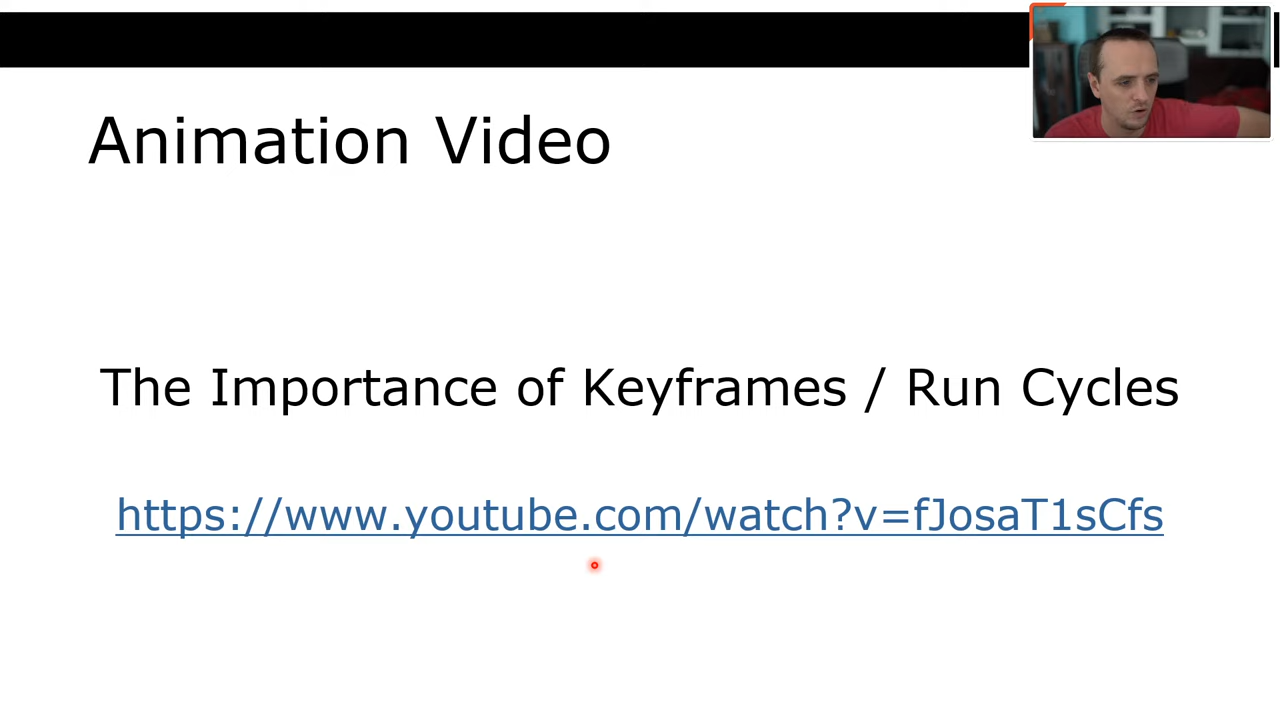 Animation Video
The Importance of Keyframes / Run Cycles
https://www.youtube.com/watch?v=fJosaT1sCfs